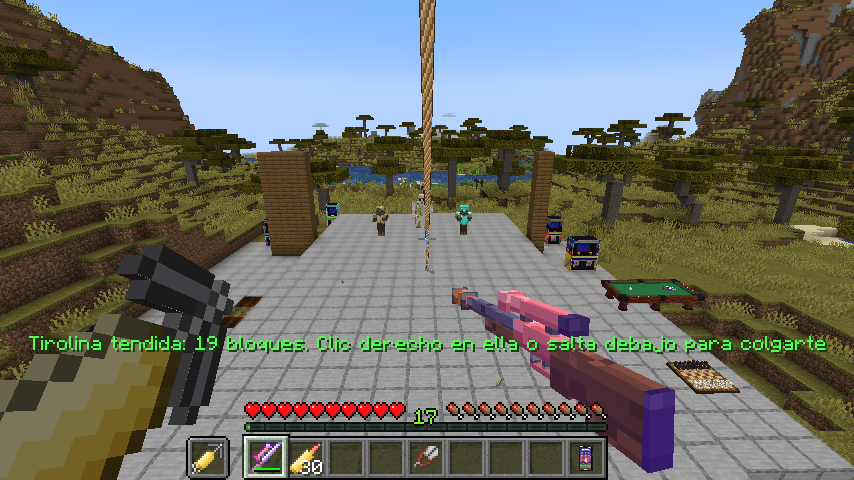 Tirolina tendida: 19 bloques. Clic derecho en ella o salta debajo para colgarte
17
30